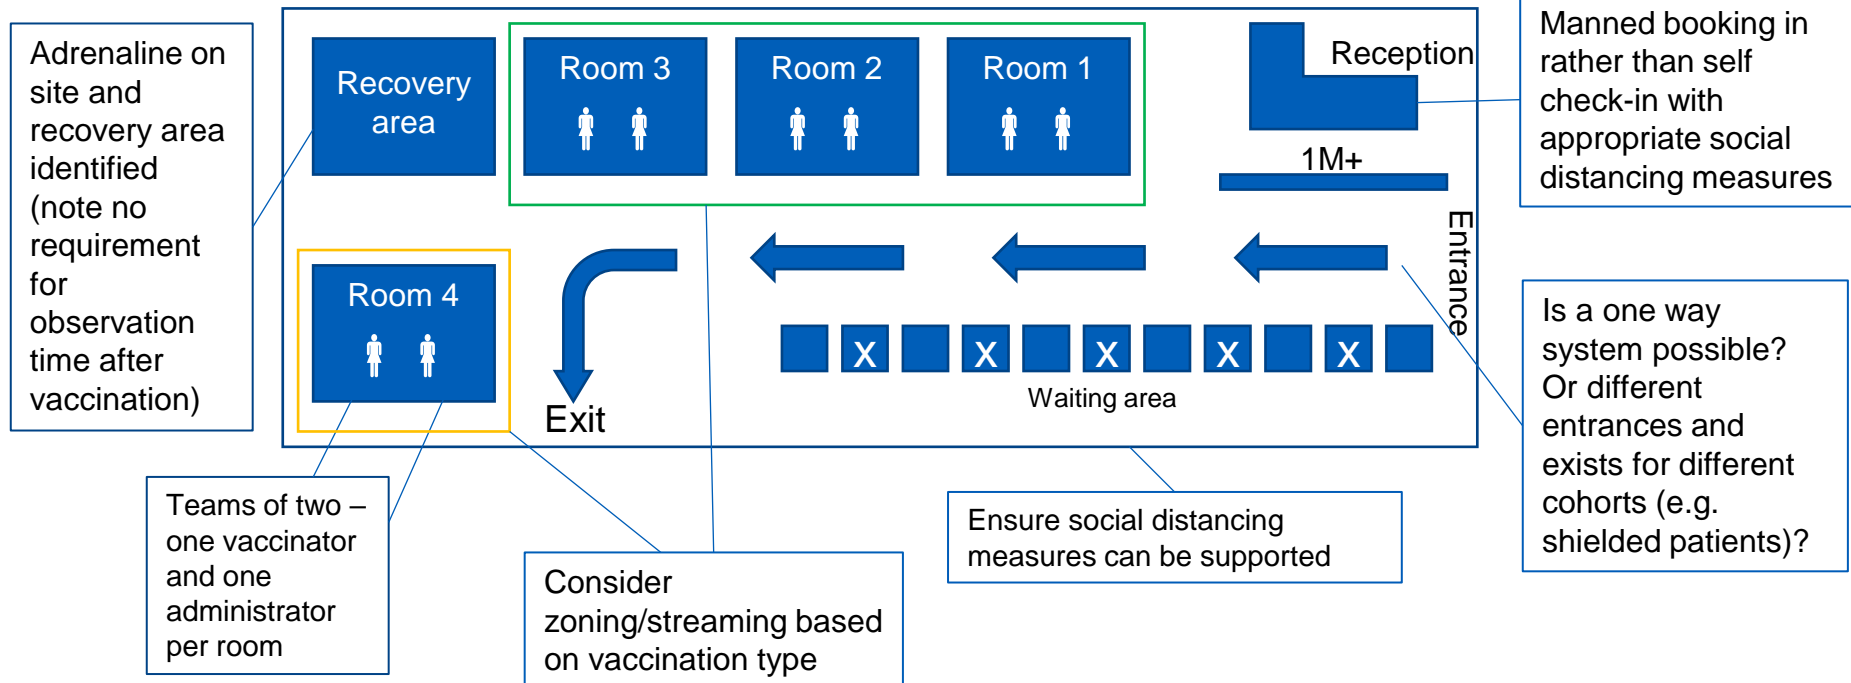 Adrenaline on
site and
recovery area
identified
(note no
requirement
for
observation
time after
vaccination)
Recovery
area
Room 3
Room 2
Room 1
Reception
1M+
Manned booking in
rather than self
check-in with
appropriate social
distancing measures
Entrance
Room 4
Exit
X
X
X
X
X
Waiting area
Is a one way
system possible?
Or different
entrances and
exists for different
cohorts (e.g.
shielded patients)?
Teams of two –
one vaccinator
and one
administrator
per room
Consider
zoning/streaming based
on vaccination type
Ensure social distancing
measures can be supported